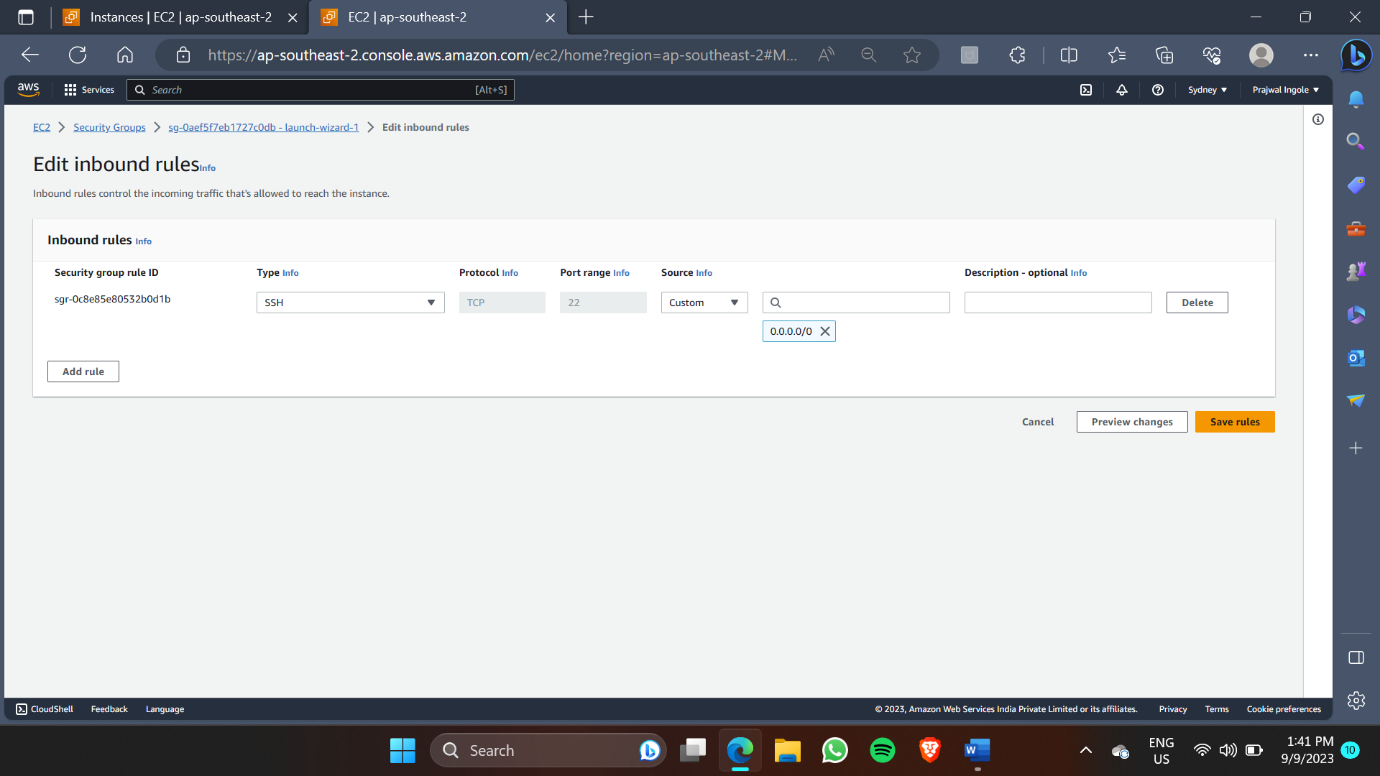 Instances | EC2 | ap-southeast-2
EC2 | ap-southeast-2
https://ap-southeast-2.console.aws.amazon.com/ec2/home?region=ap-southeast-2#M...
aws
Services
Search
[Alt+S]
Sydney
Prajwal Ingole
EC2 > Security Groups > sg-0aef5f7eb1727c0db - launch-wizard-1 > Edit inbound rules
Edit inbound rules Info
Inbound rules control the incoming traffic that's allowed to reach the instance.
Inbound rules Info
Security group rule ID Type Info Protocol Info Port range Info Source Info Description - optional Info
sgr-0c8e85e80532b0d1b SSH TCP 22 Custom Delete
0.0.0.0/0
Add rule
Cancel Preview changes Save rules
CloudShell Feedback Language © 2023, Amazon Web Services India Private Limited or its affiliates. Privacy Terms Cookie preferences
Search
ENG
US
1:41 PM
9/9/2023
10